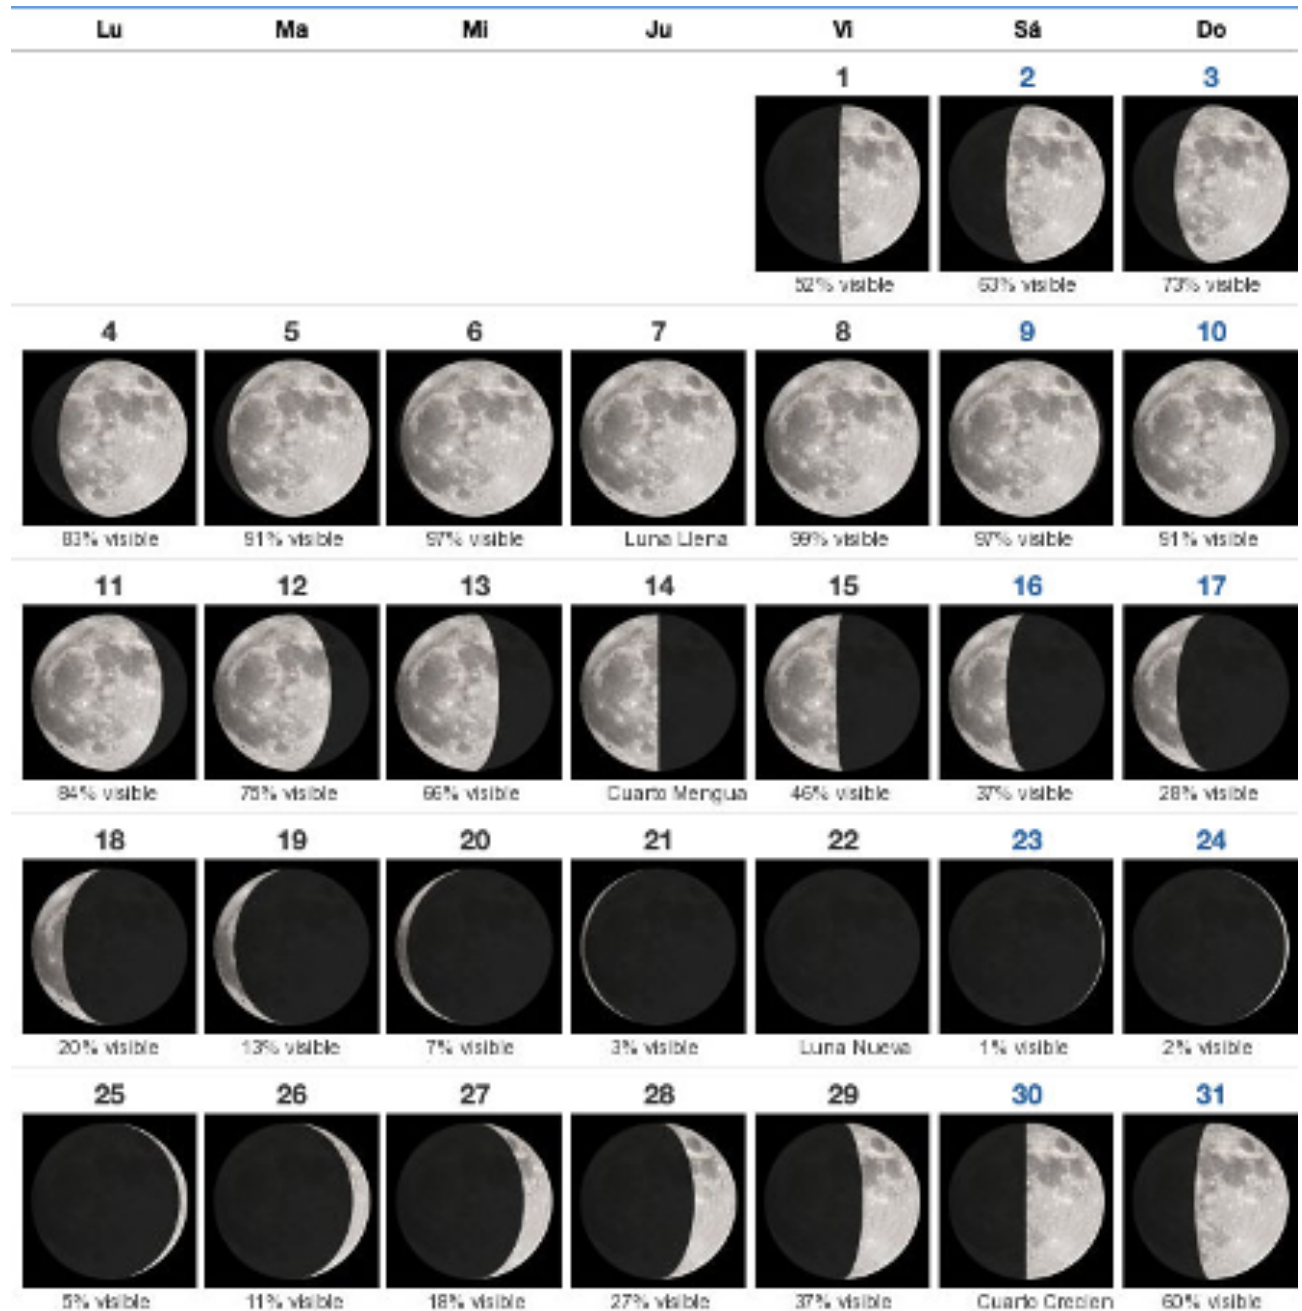 Lu Ma Mi Ju Vi Sá Do
1 2 3
52% visible 63% visible 73% visible
4 5 6 7 8 9 10
83% visible 91% visible 97% visible Luna Llena 99% visible 97% visible 91% visible
11 12 13 14 15 16 17
84% visible 75% visible 66% visible Cuarto Mengua 46% visible 37% visible 28% visible
18 19 20 21 22 23 24
20% visible 13% visible 7% visible 3% visible Luna Nueva 1% visible 2% visible
25 26 27 28 29 30 31
5% visible 11% visible 18% visible 27% visible 37% visible Cuarto Crecien 60% visible